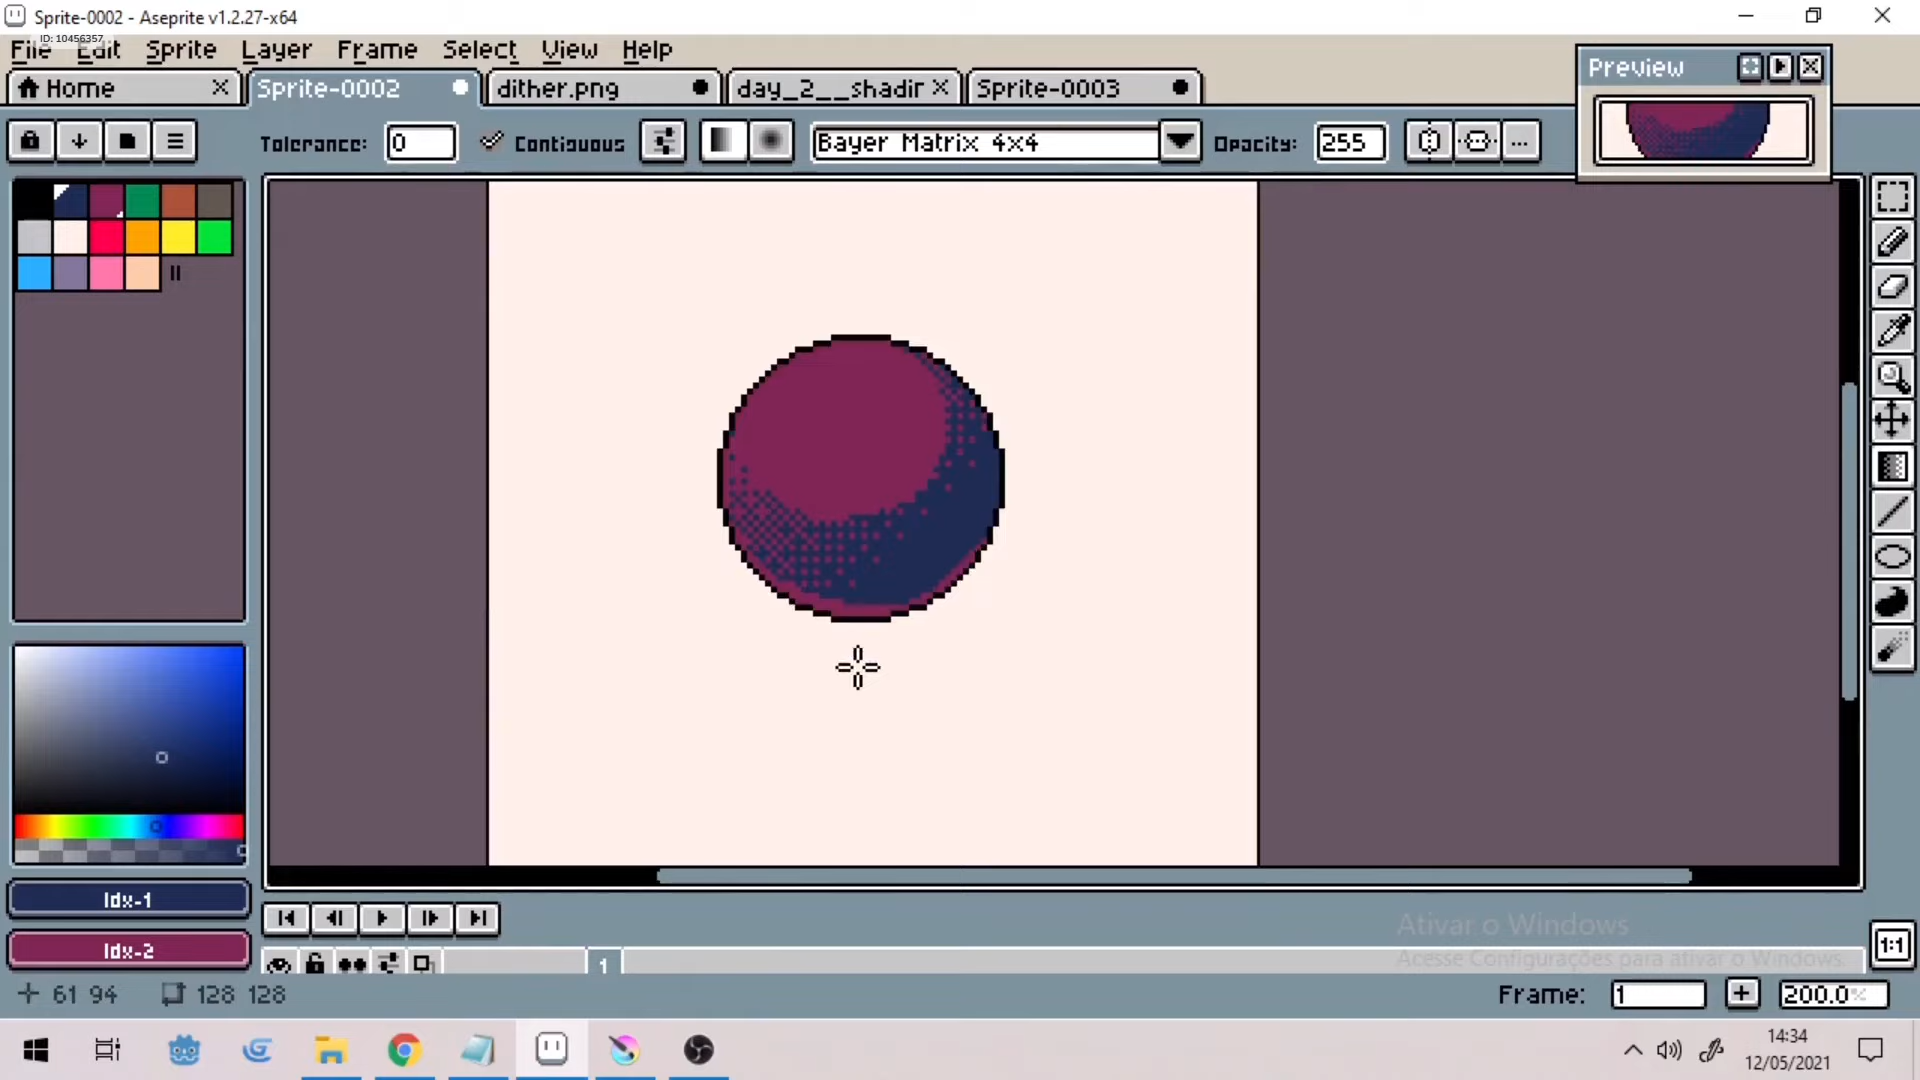 Sprite-0002 - Aseprite v1.2.27-x64
ID: 10456357
File Edit Sprite Layer Frame Select View Help
Preview
Home Sprite-0002 dither.png day_2__shadir Sprite-0003
Tolerance: 0 Contiguous Bayer Matrix 4x4 Opacity: 255 ...
Idx-1
Idx-2
1
Ativar o Windows
Acesse Configurações para ativar o Windows.
1:1
61 94 128 128 Frame: 1 + 200.0%
14:34
12/05/2021